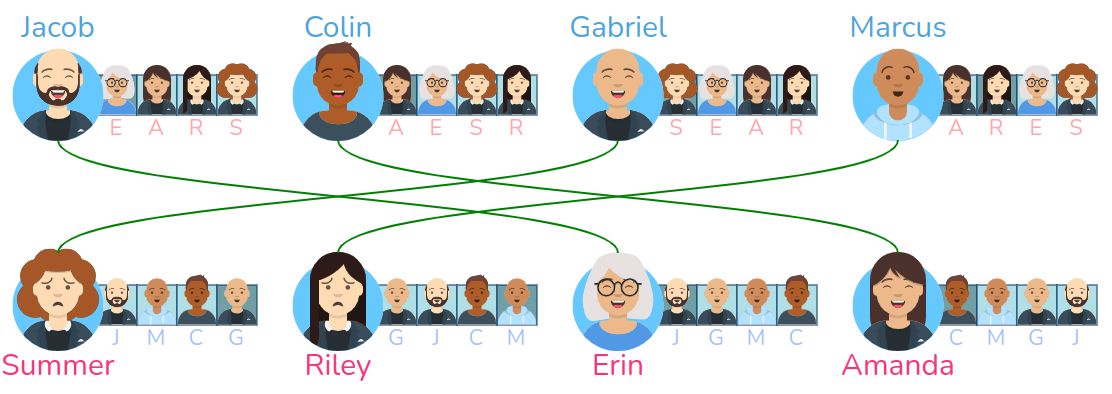 Jacob Colin Gabriel Marcus
E A R S A E S R S E A R A R E S
J M C G G J C M J G M C C M G J
Summer Riley Erin Amanda